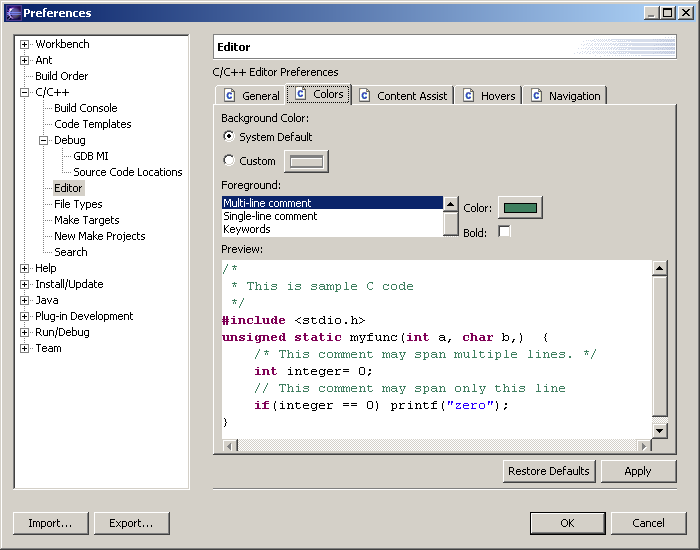 Preferences
Workbench
Ant
Build Order
C/C++
Build Console
Code Templates
Debug
GDB MI
Source Code Locations
Editor
File Types
Make Targets
New Make Projects
Search
Help
Install/Update
Java
Plug-in Development
Run/Debug
Team
Editor
C/C++ Editor Preferences
General Colors Content Assist Hovers Navigation
Background Color:
System Default
Custom
Foreground:
Multi-line comment
Single-line comment
Keywords
Color:
Bold:
Preview:
/*
 * This is sample C code
 */
#include <stdio.h>
unsigned static myfunc(int a, char b,)  {
    /* This comment may span multiple lines. */
    int integer= 0;
    // This comment may span only this line
    if(integer == 0) printf("zero");
}
Restore Defaults Apply
Import... Export... OK Cancel